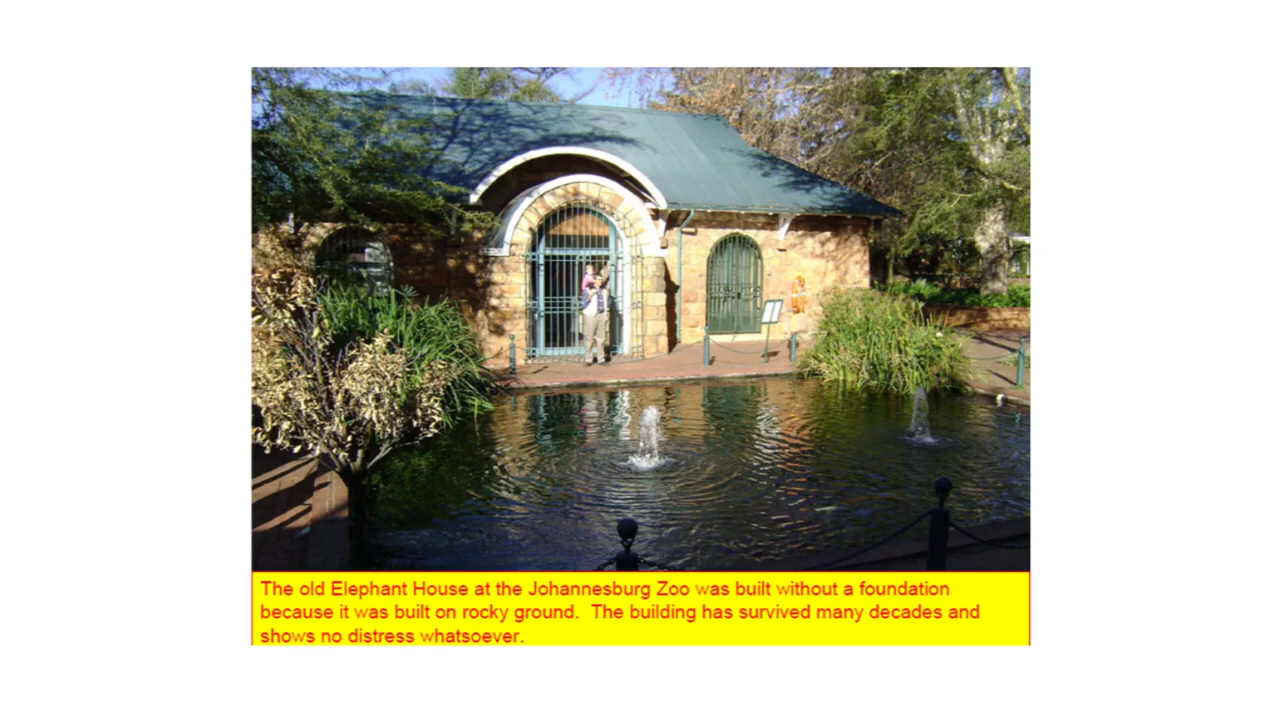 The old Elephant House at the Johannesburg Zoo was built without a foundation
because it was built on rocky ground.  The building has survived many decades and
shows no distress whatsoever.